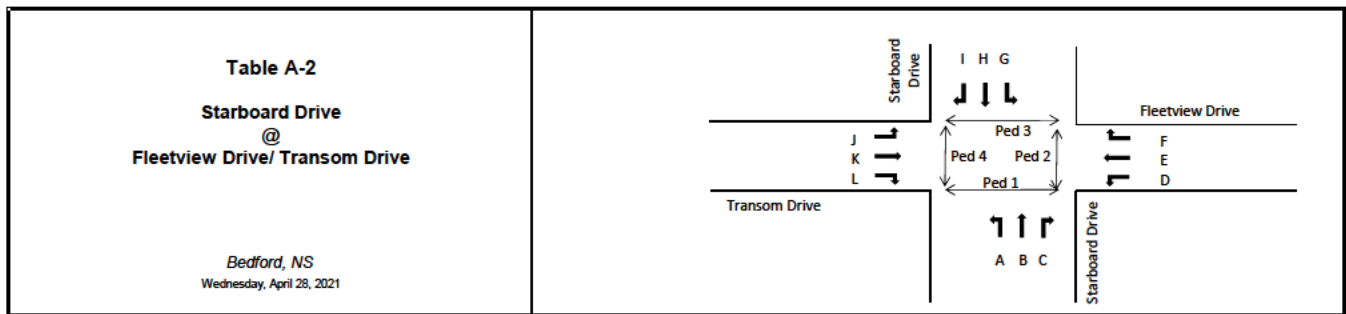 Table A-2
Starboard Drive
@
Fleetview Drive/ Transom Drive
Bedford, NS
Wednesday, April 28, 2021
Starboard
Drive
I H G
Fleetview Drive
Ped 3
J
F
K
Ped 4 Ped 2
E
L
D
Ped 1
Transom Drive
A B C
Starboard Drive